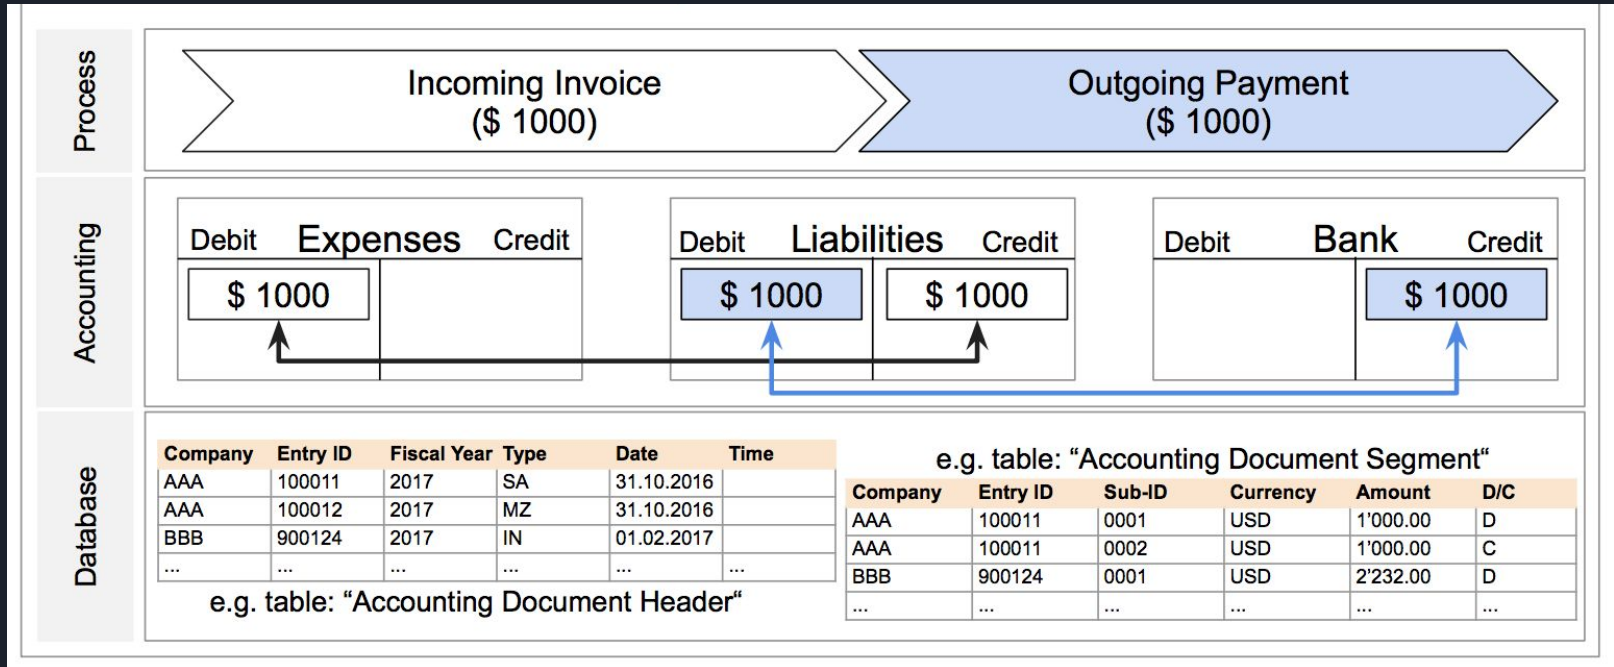 Process
Incoming Invoice
($ 1000)
Outgoing Payment
($ 1000)
Accounting
Debit Expenses Credit
$ 1000
Debit Liabilities Credit
$ 1000 $ 1000
Debit Bank Credit
$ 1000
Database
Company Entry ID Fiscal Year Type Date Time
AAA 100011 2017 SA 31.10.2016
AAA 100012 2017 MZ 31.10.2016
BBB 900124 2017 IN 01.02.2017
... ... ... ... ... ...
e.g. table: “Accounting Document Header“
e.g. table: “Accounting Document Segment“
Company Entry ID Sub-ID Currency Amount D/C
AAA 100011 0001 USD 1’000.00 D
AAA 100011 0002 USD 1’000.00 C
BBB 900124 0001 USD 2’232.00 D
... ... ... ... ... ...